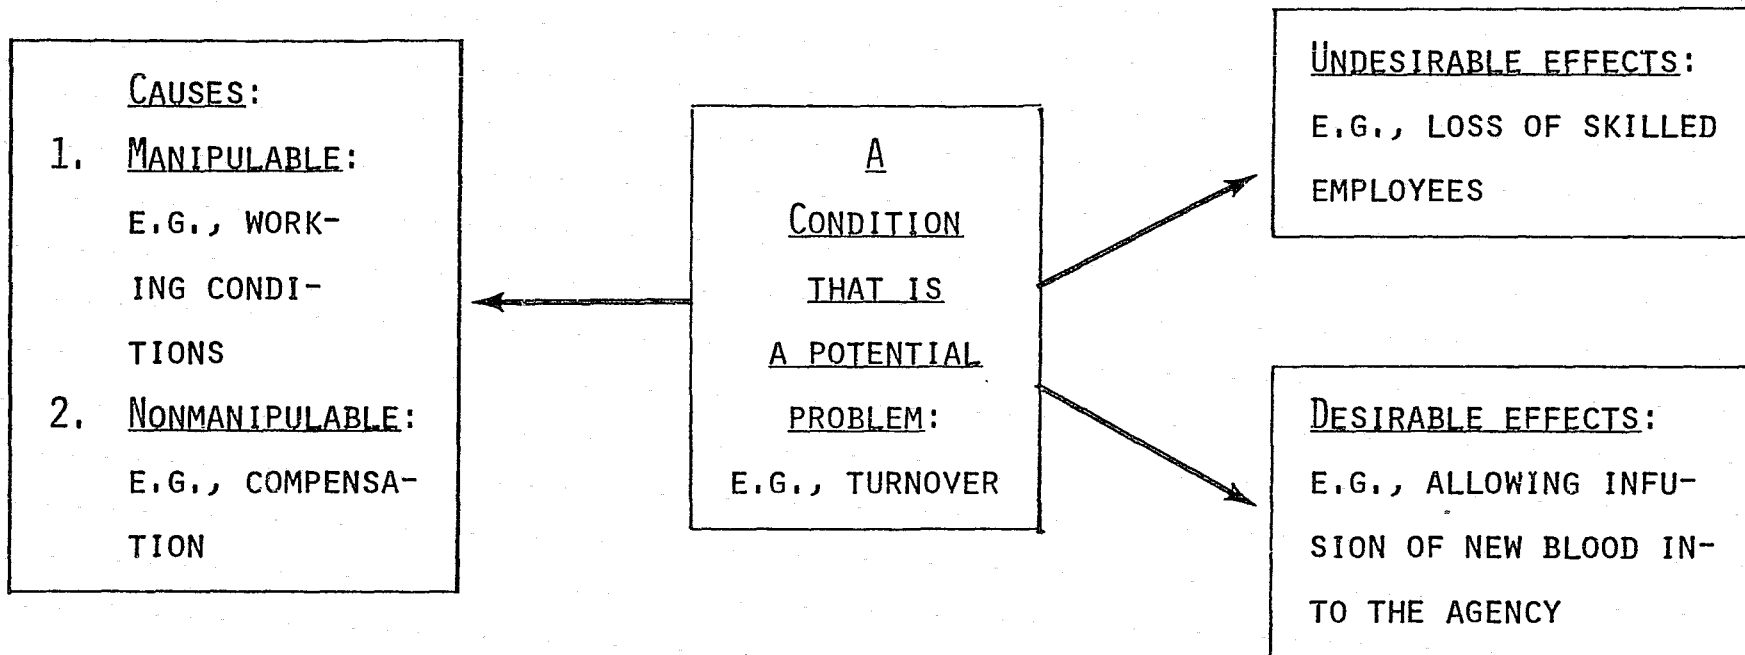 CAUSES:
1. MANIPULABLE:
E.G., WORK-
ING CONDI-
TIONS
2. NONMANIPULABLE:
E.G., COMPENSA-
TION
A
CONDITION
THAT IS
A POTENTIAL
PROBLEM:
E.G., TURNOVER
UNDESIRABLE EFFECTS:
E.G., LOSS OF SKILLED
EMPLOYEES
DESIRABLE EFFECTS:
E.G., ALLOWING INFU-
SION OF NEW BLOOD IN-
TO THE AGENCY